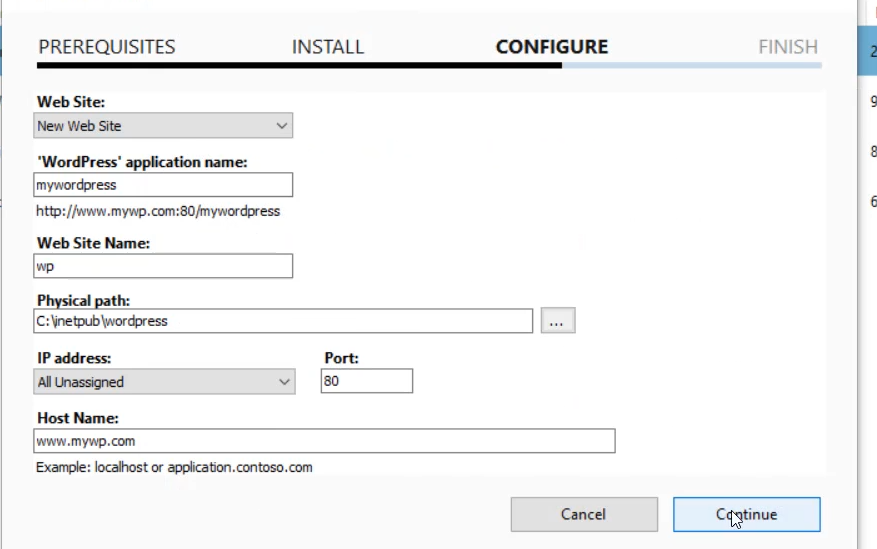 PREREQUISITES INSTALL CONFIGURE FINISH
Web Site:
New Web Site
'WordPress' application name:
mywordpress
http://www.mywp.com:80/mywordpress
Web Site Name:
wp
Physical path:
C:\inetpub\wordpress
...
IP address: Port:
All Unassigned 80
Host Name:
www.mywp.com
Example: localhost or application.contoso.com
Cancel Continue
2
9
8
6